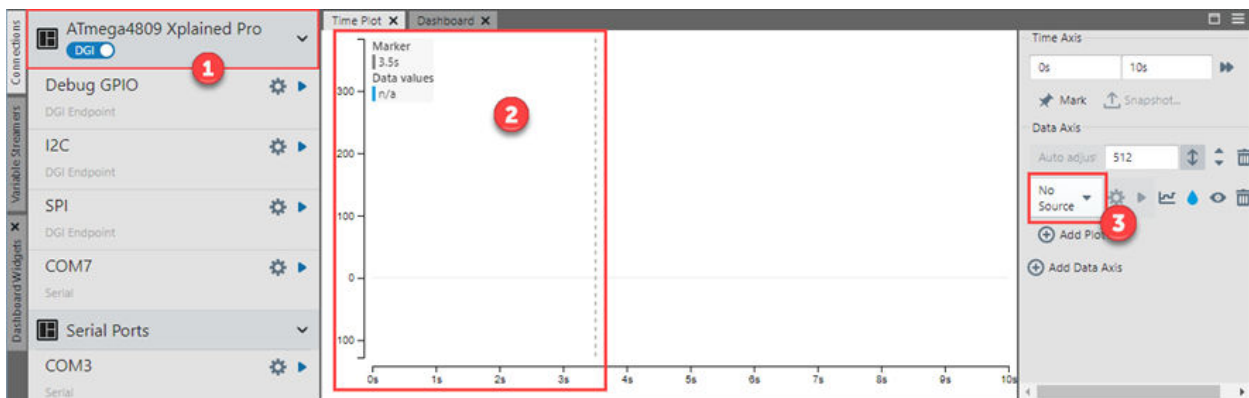 Connections
Variable Streamers
Dashboard Widgets
ATmega4809 Xplained Pro
DGI
1
Debug GPIO
DGI Endpoint
I2C
DGI Endpoint
SPI
DGI Endpoint
COM7
Serial
Serial Ports
COM3
Serial
Time Plot
Dashboard
Marker
3.5s
Data values
n/a
2
300
200
100
0
100
0s 1s 2s 3s 4s 5s 6s 7s 8s 9s 10s
Time Axis
0s 10s
Mark Snapshot...
Data Axis
Auto adjus 512
No
Source
3
Add Plot
Add Data Axis